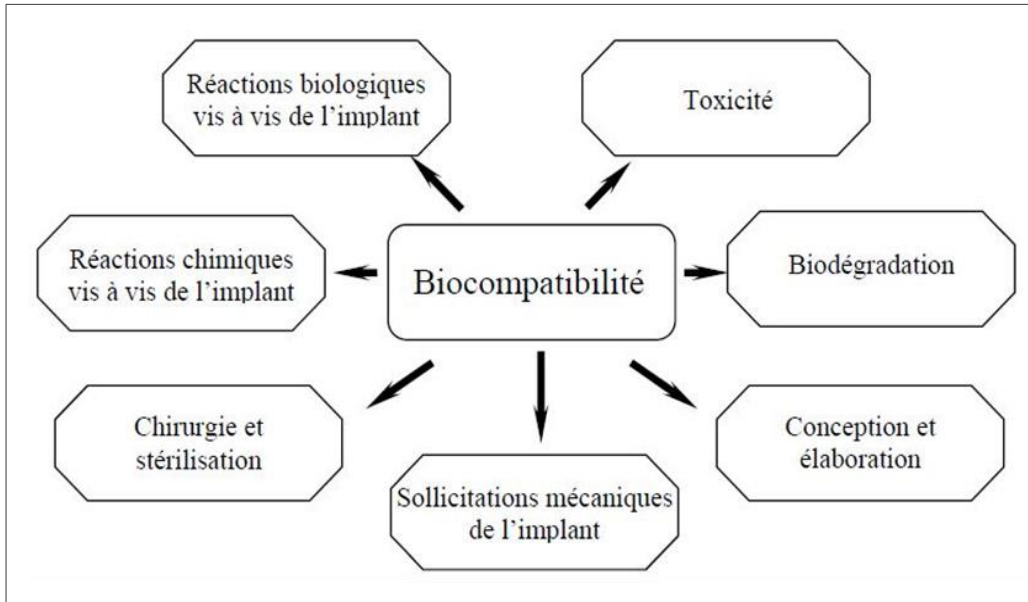 Réactions biologiques
vis à vis de l'implant
Toxicité
Réactions chimiques
vis à vis de l'implant
Biocompatibilité
Biodégradation
Chirurgie et
stérilisation
Sollicitations mécaniques
de l'implant
Conception et
élaboration